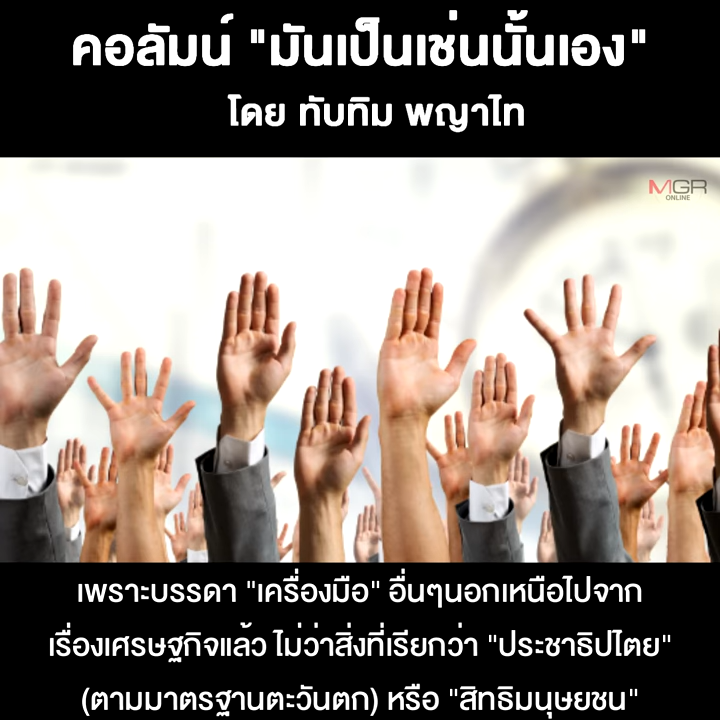 คอลัมน์ "มันเป็นเช่นนั้นเอง"
โดย ทับทิม พญาไท
MGR
ONLINE
เพราะบรรดา "เครื่องมือ" อื่นๆนอกเหนือไปจาก
เรื่องเศรษฐกิจแล้ว ไม่ว่าสิ่งที่เรียกว่า "ประชาธิปไตย"
(ตามมาตรฐานตะวันตก) หรือ "สิทธิมนุษยชน"